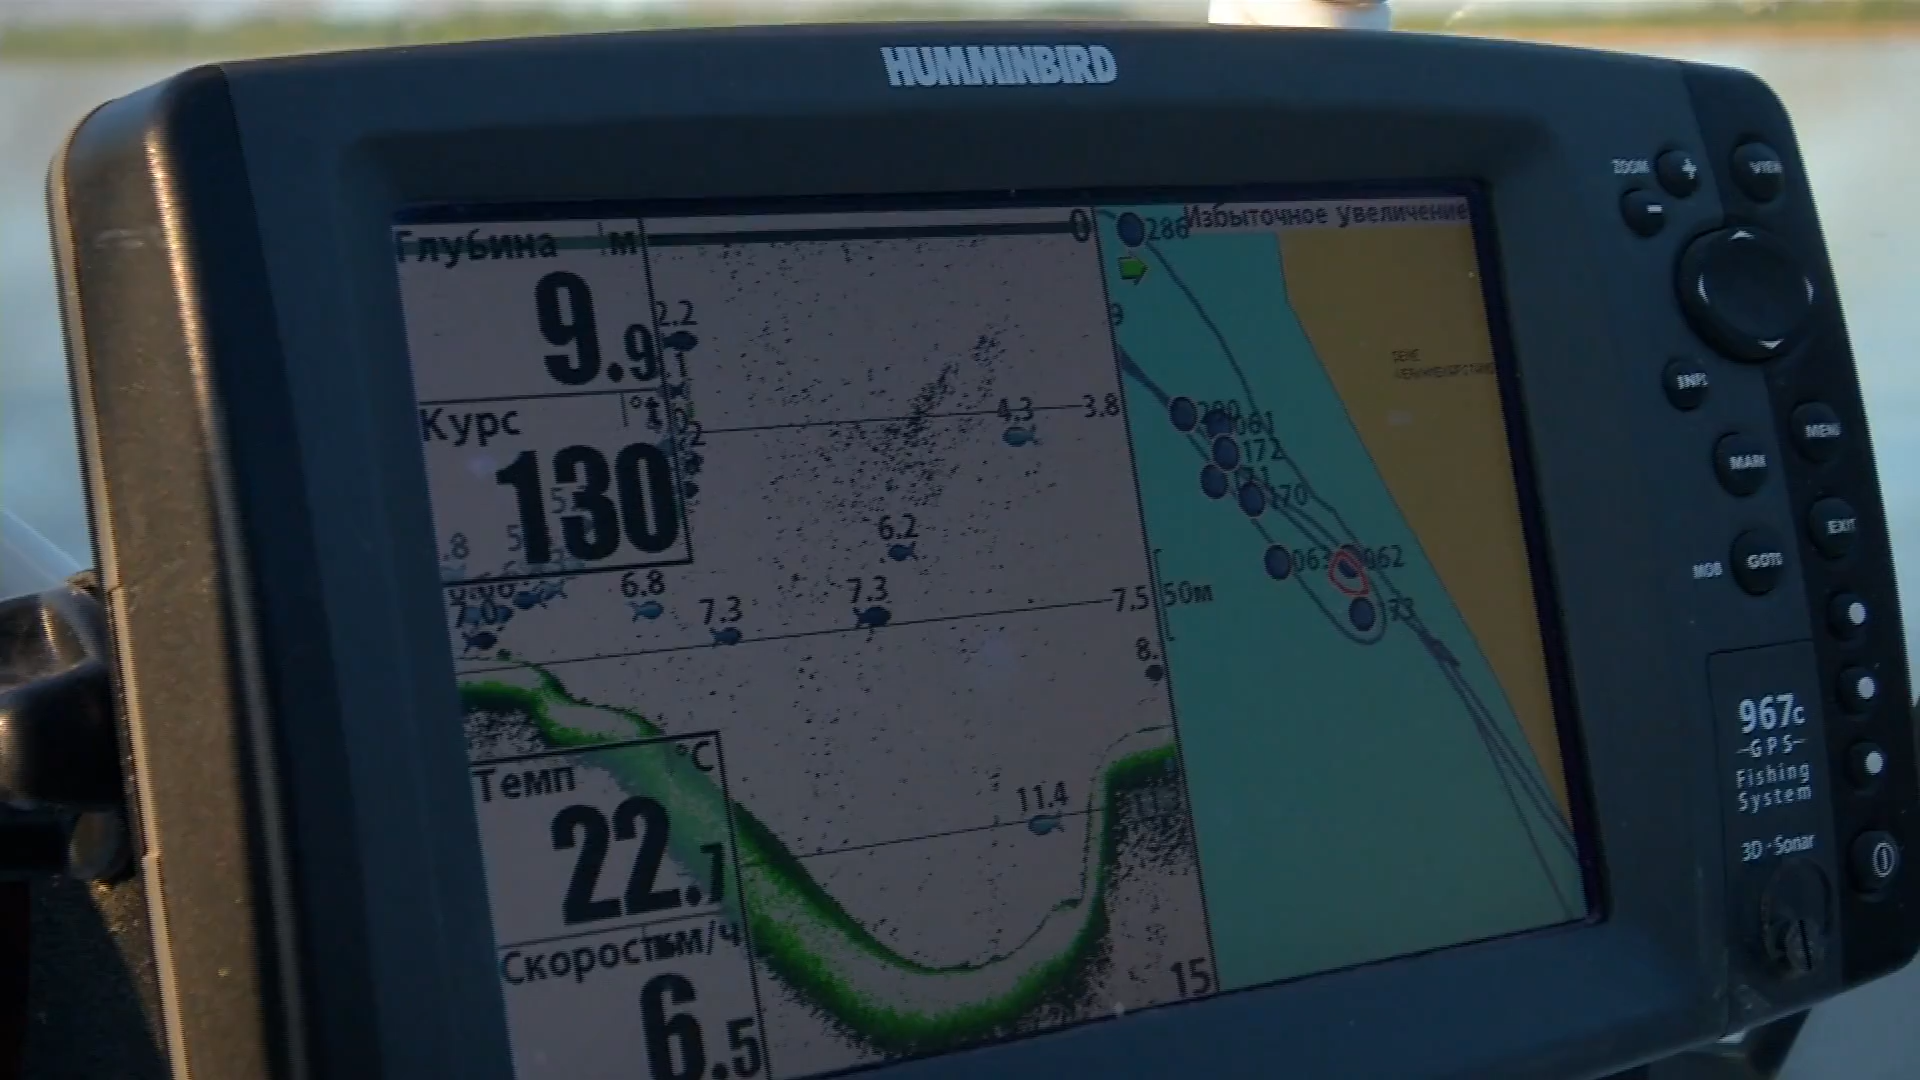 HUMMINBIRD
ZOOM + VIEW
-
Глубина м
0
286
Избыточное увеличение
9.9
2.2
Курс °
4.3
3.8
130
172
170
INFO
MENU
MARK
EXIT
MOB GOTO
6.2
063
062
6.8
7.3
7.3
7.5
50м
73
7.0
8.
Темп °C
11.4
22.7
Скорость км/ч
15
6.5
967c
-GPS-
Fishing
System
3D - Sonar